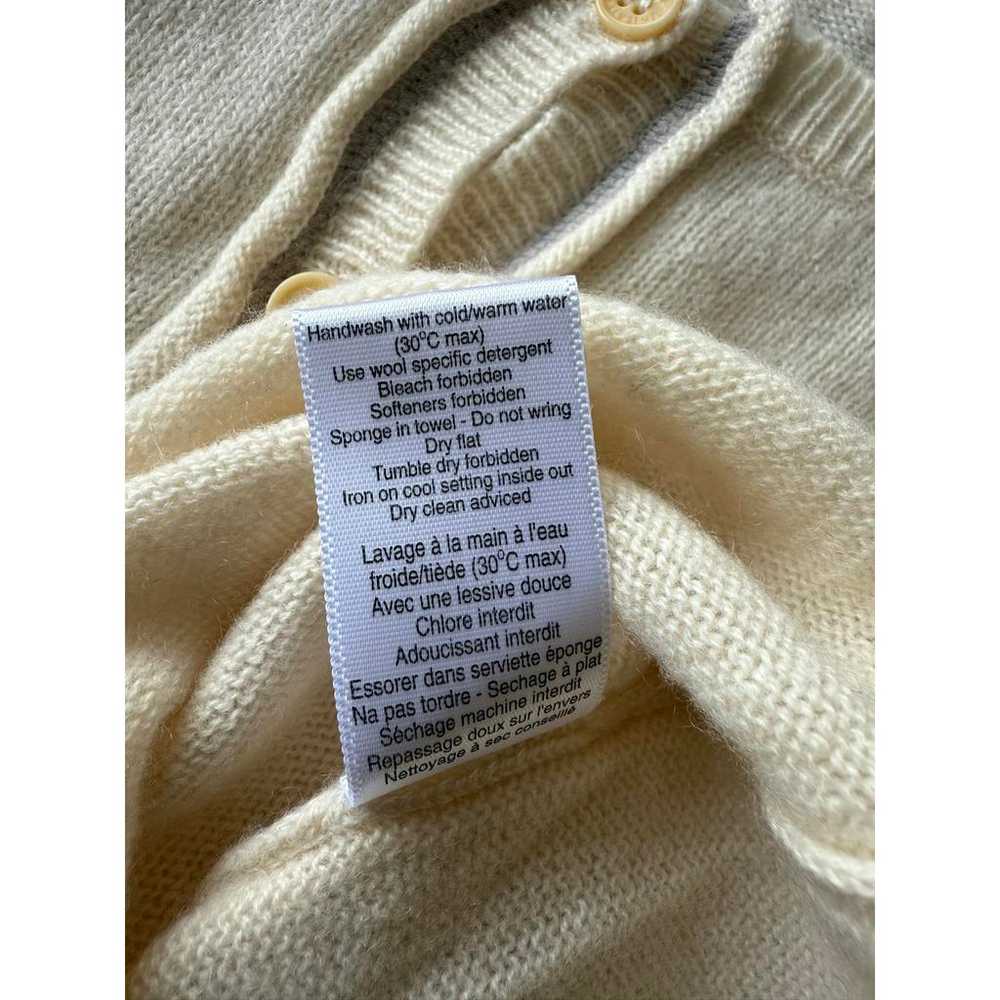 Handwash with cold/warm water
(30°C max)
Use wool specific detergent
Bleach forbidden
Softeners forbidden
Sponge in towel - Do not wring
Dry flat
Tumble dry forbidden
Iron on cool setting inside out
Dry clean adviced
Lavage à la main à l'eau
froide/tiède (30°C max)
Avec une lessive douce
Chlore interdit
Adoucissant interdit
Essorer dans serviette éponge
Na pas tordre - Sechage à plat
Sèchage machine interdit
Repassage doux sur l'envers
Nettoyage à sec conseillé